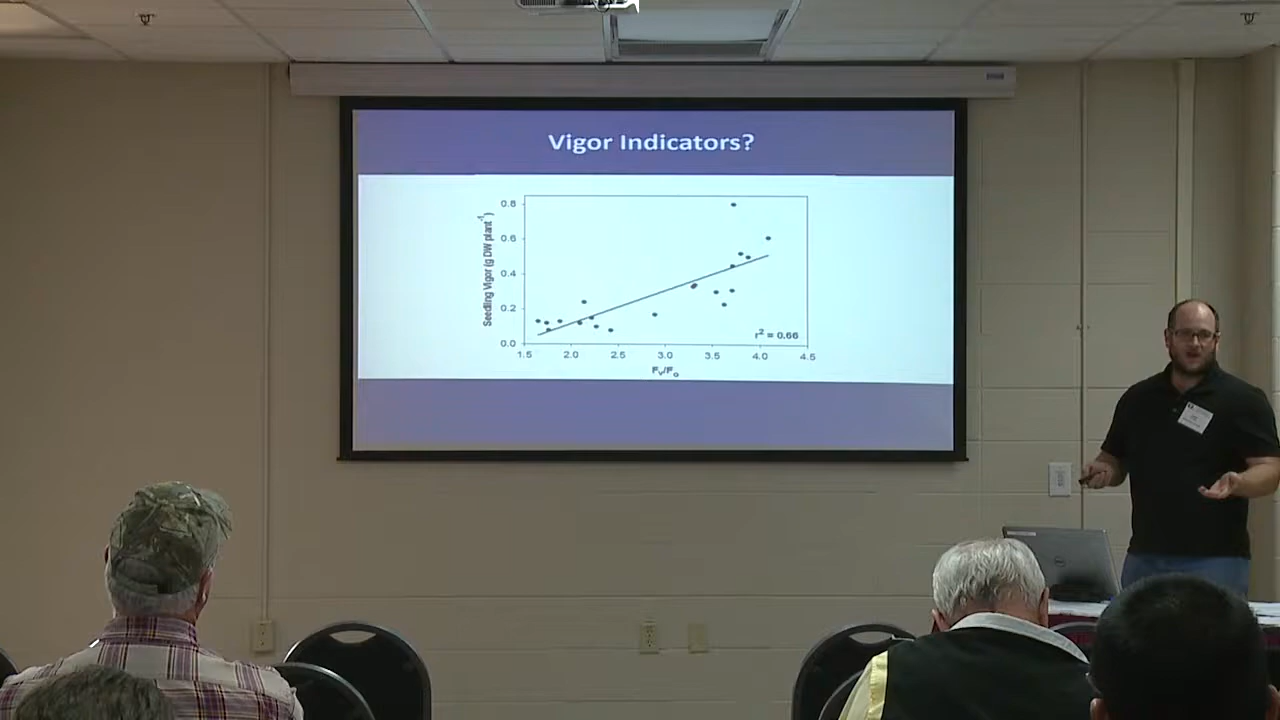 Vigor Indicators?
Seedling Vigor (g DW plant⁻¹)
0.8
0.6
0.4
0.2
0.0
r² = 0.66
1.5 2.0 2.5 3.0 3.5 4.0 4.5
Fᵥ/Fₒ